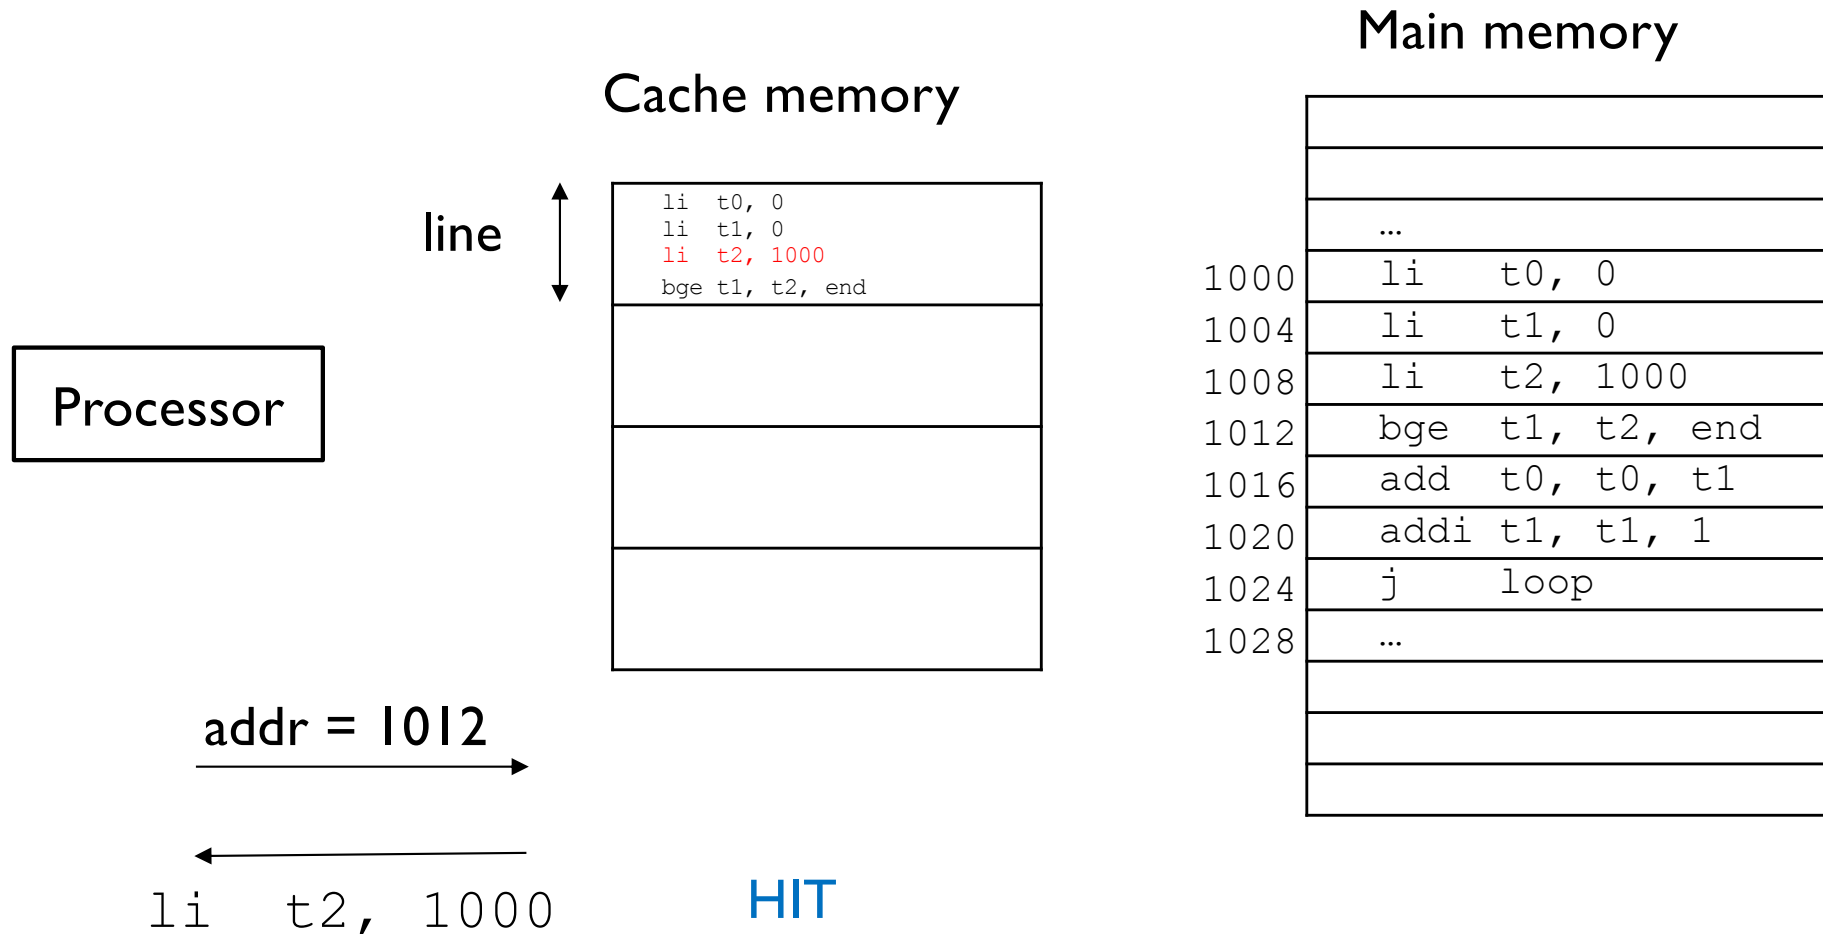 Main memory
Cache memory
line
li t0, 0
li t1, 0
li t2, 1000
bge t1, t2, end
Processor
…
1000 li t0, 0
1004 li t1, 0
1008 li t2, 1000
1012 bge t1, t2, end
1016 add t0, t0, t1
1020 addi t1, t1, 1
1024 j loop
1028 …
addr = 1012
li t2, 1000
HIT